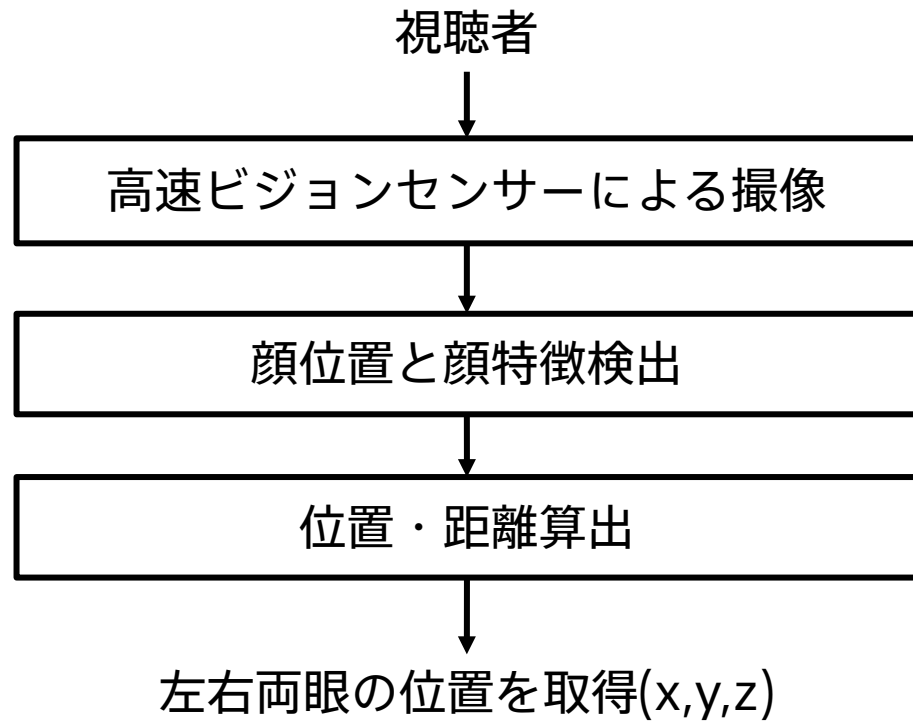 視聴者
高速ビジョンセンサーによる撮像
顔位置と顔特徴検出
位置・距離算出
左右両眼の位置を取得(x,y,z)